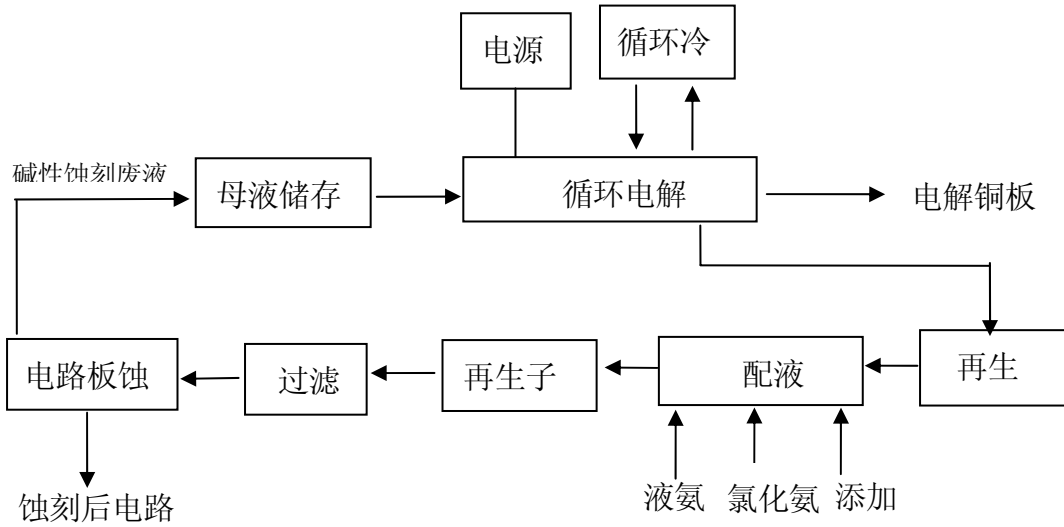 电源
循环冷
碱性蚀刻废液
母液储存
循环电解
电解铜板
电路板蚀
过滤
再生子
配液
再生
蚀刻后电路
液氨
氯化氨
添加